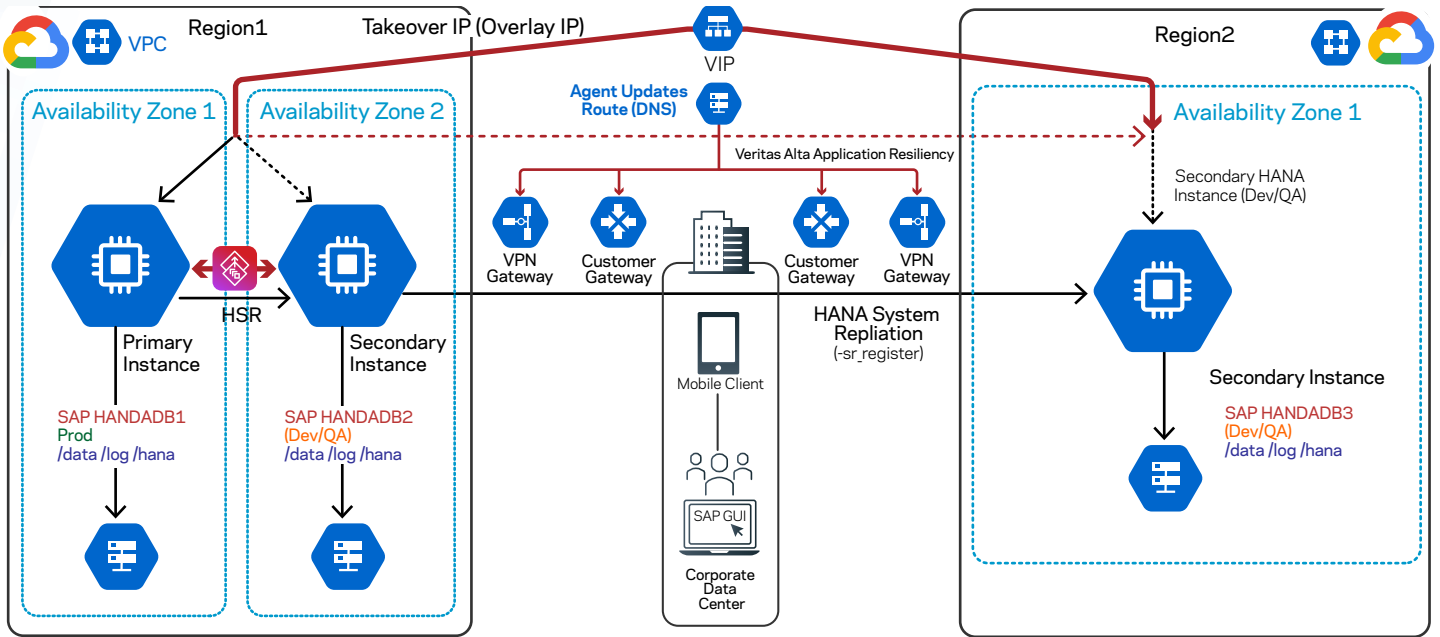 Region1
VPC
Takeover IP (Overlay IP)
VIP
Region2
Availability Zone 1
Availability Zone 2
Agent Updates
Route (DNS)
Availability Zone 1
Veritas Alta Application Resiliency
Secondary HANA
Instance (Dev/QA)
VPN
Gateway
Customer
Gateway
Customer
Gateway
VPN
Gateway
HSR
HANA System
Repliation
(-sr_register)
Primary
Instance
Secondary
Instance
Mobile Client
Secondary Instance
SAP HANDADB1
Prod
/data /log /hana
SAP HANDADB2
(Dev/QA)
/data /log /hana
SAP HANDADB3
(Dev/QA)
/data /log /hana
SAP GUI
Corporate
Data
Center